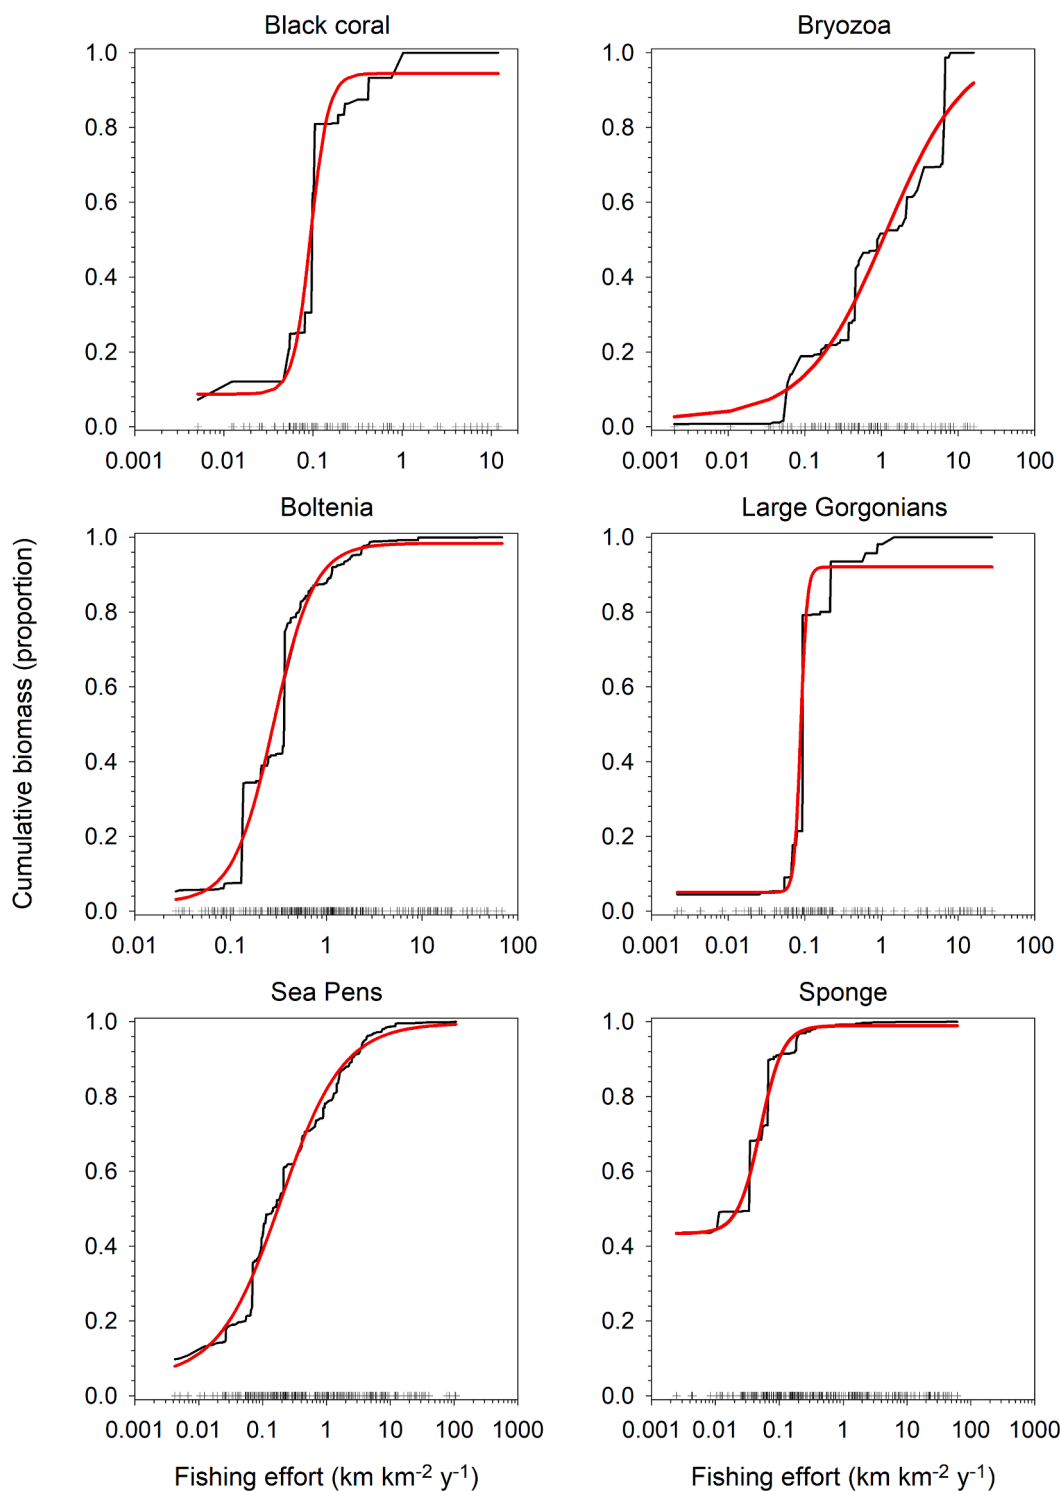 Black coral
Bryozoa
1.0
0.8
0.6
0.4
0.2
0.0
0.001 0.01 0.1 1 10
1.0
0.8
0.6
0.4
0.2
0.0
0.001 0.01 0.1 1 10 100
Cumulative biomass (proportion)
Boltenia
Large Gorgonians
1.0
0.8
0.6
0.4
0.2
0.0
0.01 0.1 1 10 100
1.0
0.8
0.6
0.4
0.2
0.0
0.001 0.01 0.1 1 10 100
Sea Pens
Sponge
1.0
0.8
0.6
0.4
0.2
0.0
0.001 0.01 0.1 1 10 100 1000
1.0
0.8
0.6
0.4
0.2
0.0
0.001 0.01 0.1 1 10 100 1000
Fishing effort (km km⁻² y⁻¹)
Fishing effort (km km⁻² y⁻¹)